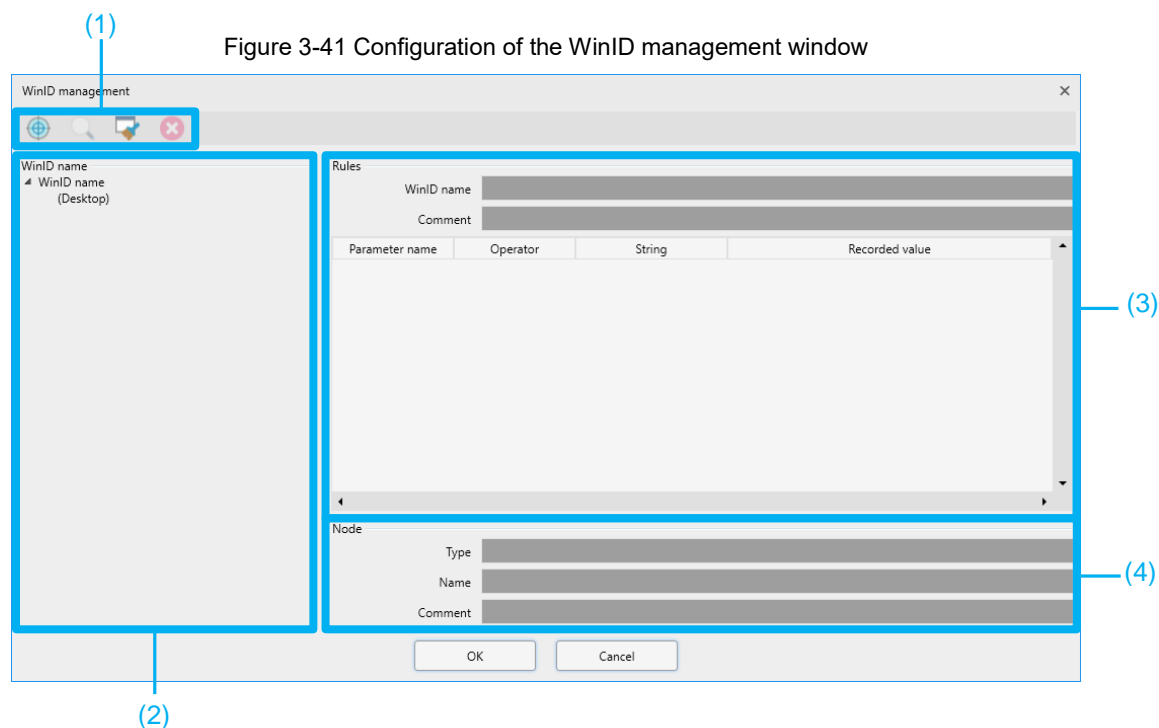 (1)
Figure 3-41 Configuration of the WinID management window
WinID management
WinID name
WinID name
(Desktop)
Rules
WinID name
Comment
Parameter name Operator String Recorded value
(3)
Node
Type
Name
Comment
(4)
OK Cancel
(2)